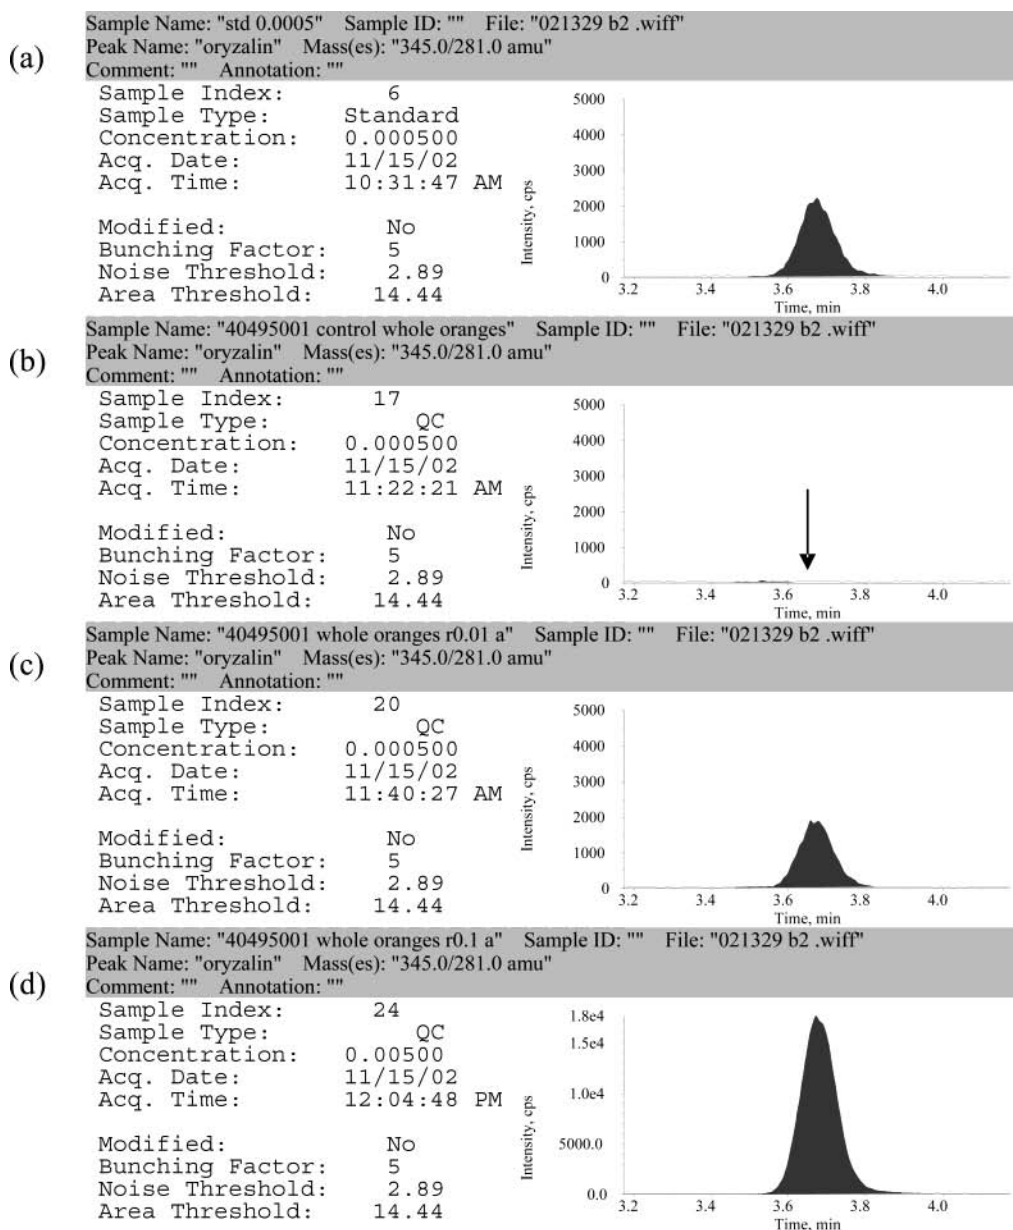 (a)
Sample Name: "std 0.0005" Sample ID: "" File: "021329 b2 .wiff"
Peak Name: "oryzalin" Mass(es): "345.0/281.0 amu"
Comment: "" Annotation: ""
Sample Index: 6
Sample Type: Standard
Concentration: 0.000500
Acq. Date: 11/15/02
Acq. Time: 10:31:47 AM
Modified: No
Bunching Factor: 5
Noise Threshold: 2.89
Area Threshold: 14.44
Intensity, cps
5000
4000
3000
2000
1000
0
3.2 3.4 3.6 3.8 4.0
Time, min
(b)
Sample Name: "40495001 control whole oranges" Sample ID: "" File: "021329 b2 .wiff"
Peak Name: "oryzalin" Mass(es): "345.0/281.0 amu"
Comment: "" Annotation: ""
Sample Index: 17
Sample Type: QC
Concentration: 0.000500
Acq. Date: 11/15/02
Acq. Time: 11:22:21 AM
Modified: No
Bunching Factor: 5
Noise Threshold: 2.89
Area Threshold: 14.44
Intensity, cps
5000
4000
3000
2000
1000
0
3.2 3.4 3.6 3.8 4.0
Time, min
(c)
Sample Name: "40495001 whole oranges r0.01 a" Sample ID: "" File: "021329 b2 .wiff"
Peak Name: "oryzalin" Mass(es): "345.0/281.0 amu"
Comment: "" Annotation: ""
Sample Index: 20
Sample Type: QC
Concentration: 0.000500
Acq. Date: 11/15/02
Acq. Time: 11:40:27 AM
Modified: No
Bunching Factor: 5
Noise Threshold: 2.89
Area Threshold: 14.44
Intensity, cps
5000
4000
3000
2000
1000
0
3.2 3.4 3.6 3.8 4.0
Time, min
(d)
Sample Name: "40495001 whole oranges r0.1 a" Sample ID: "" File: "021329 b2 .wiff"
Peak Name: "oryzalin" Mass(es): "345.0/281.0 amu"
Comment: "" Annotation: ""
Sample Index: 24
Sample Type: QC
Concentration: 0.00500
Acq. Date: 11/15/02
Acq. Time: 12:04:48 PM
Modified: No
Bunching Factor: 5
Noise Threshold: 2.89
Area Threshold: 14.44
Intensity, cps
1.8e4
1.5e4
1.0e4
5000.0
0.0
3.2 3.4 3.6 3.8 4.0
Time, min